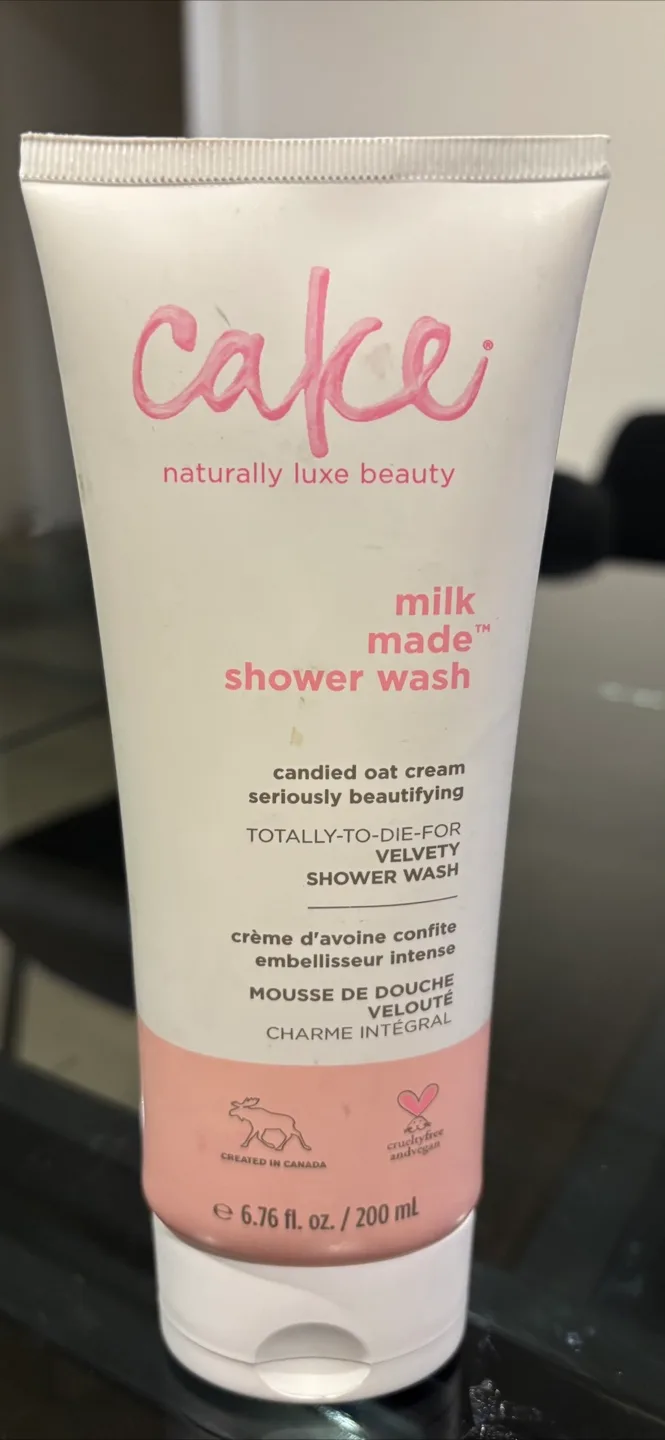 cake®
naturally luxe beauty
milk
made™
shower wash
candied oat cream
seriously beautifying
TOTALLY-TO-DIE-FOR
VELVETY
SHOWER WASH
crème d'avoine confite
embellisseur intense
MOUSSE DE DOUCHE
VELOUTÉ
CHARME INTÉGRAL
CREATED IN CANADA
crueltyfree
andvegan
℮ 6.76 fl. oz. / 200 mL